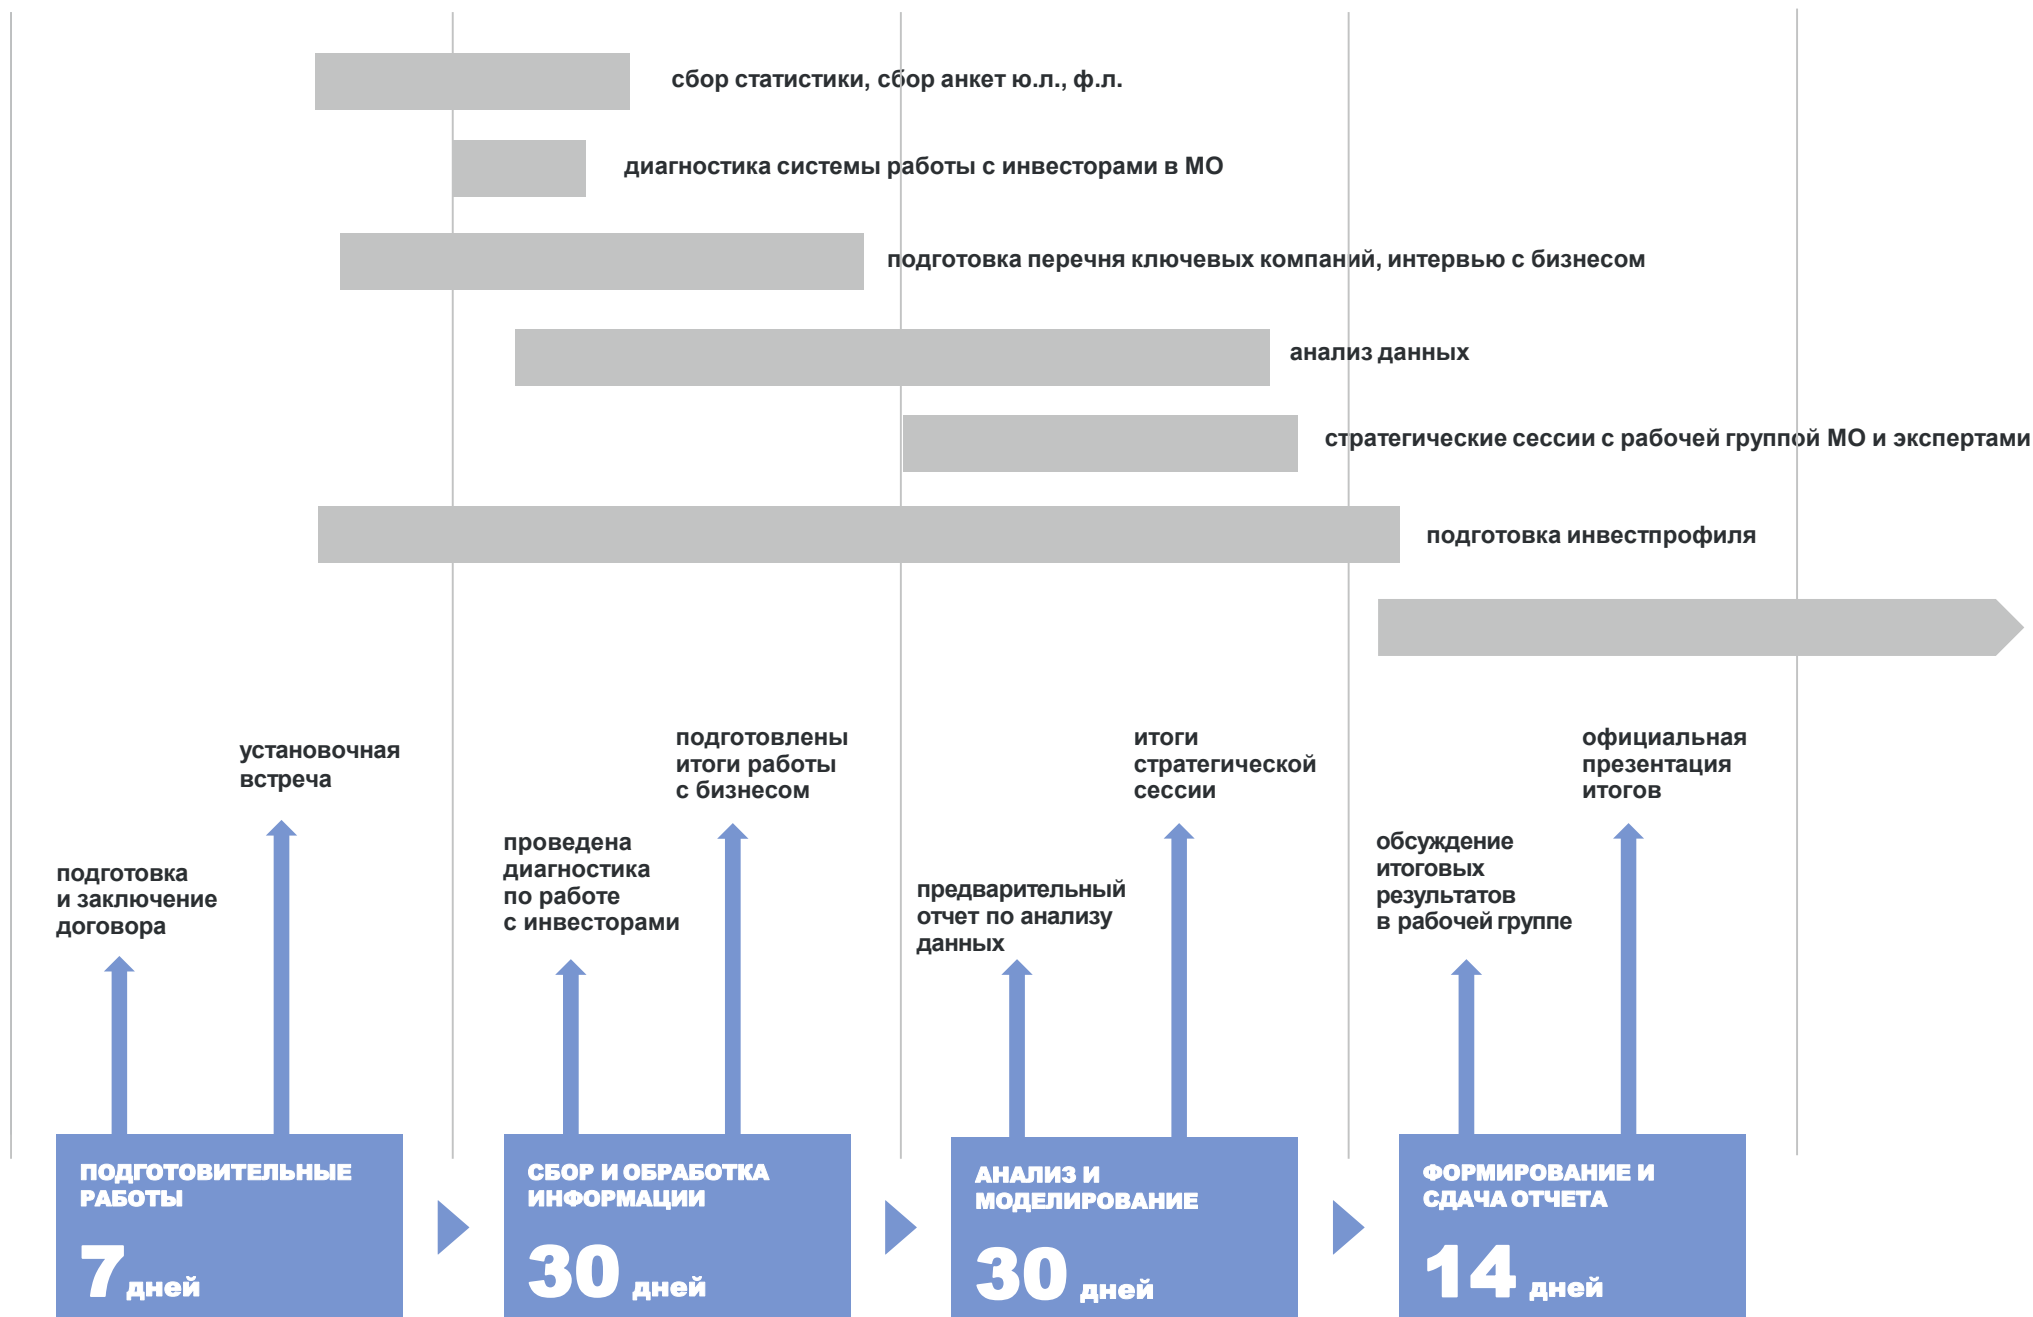 сбор статистики, сбор анкет ю.л., ф.л.
диагностика системы работы с инвесторами в МО
подготовка перечня ключевых компаний, интервью с бизнесом
анализ данных
стратегические сессии с рабочей группой МО и экспертами
подготовка инвестпрофиля
подготовка
и заключение
договора
установочная
встреча
проведена
диагностика
по работе
с инвесторами
подготовлены
итоги работы
с бизнесом
предварительный
отчет по анализу
данных
итоги
стратегической
сессии
обсуждение
итоговых
результатов
в рабочей группе
официальная
презентация
итогов
ПОДГОТОВИТЕЛЬНЫЕ
РАБОТЫ
7 дней
СБОР И ОБРАБОТКА
ИНФОРМАЦИИ
30 дней
АНАЛИЗ И
МОДЕЛИРОВАНИЕ
30 дней
ФОРМИРОВАНИЕ И
СДАЧА ОТЧЕТА
14 дней